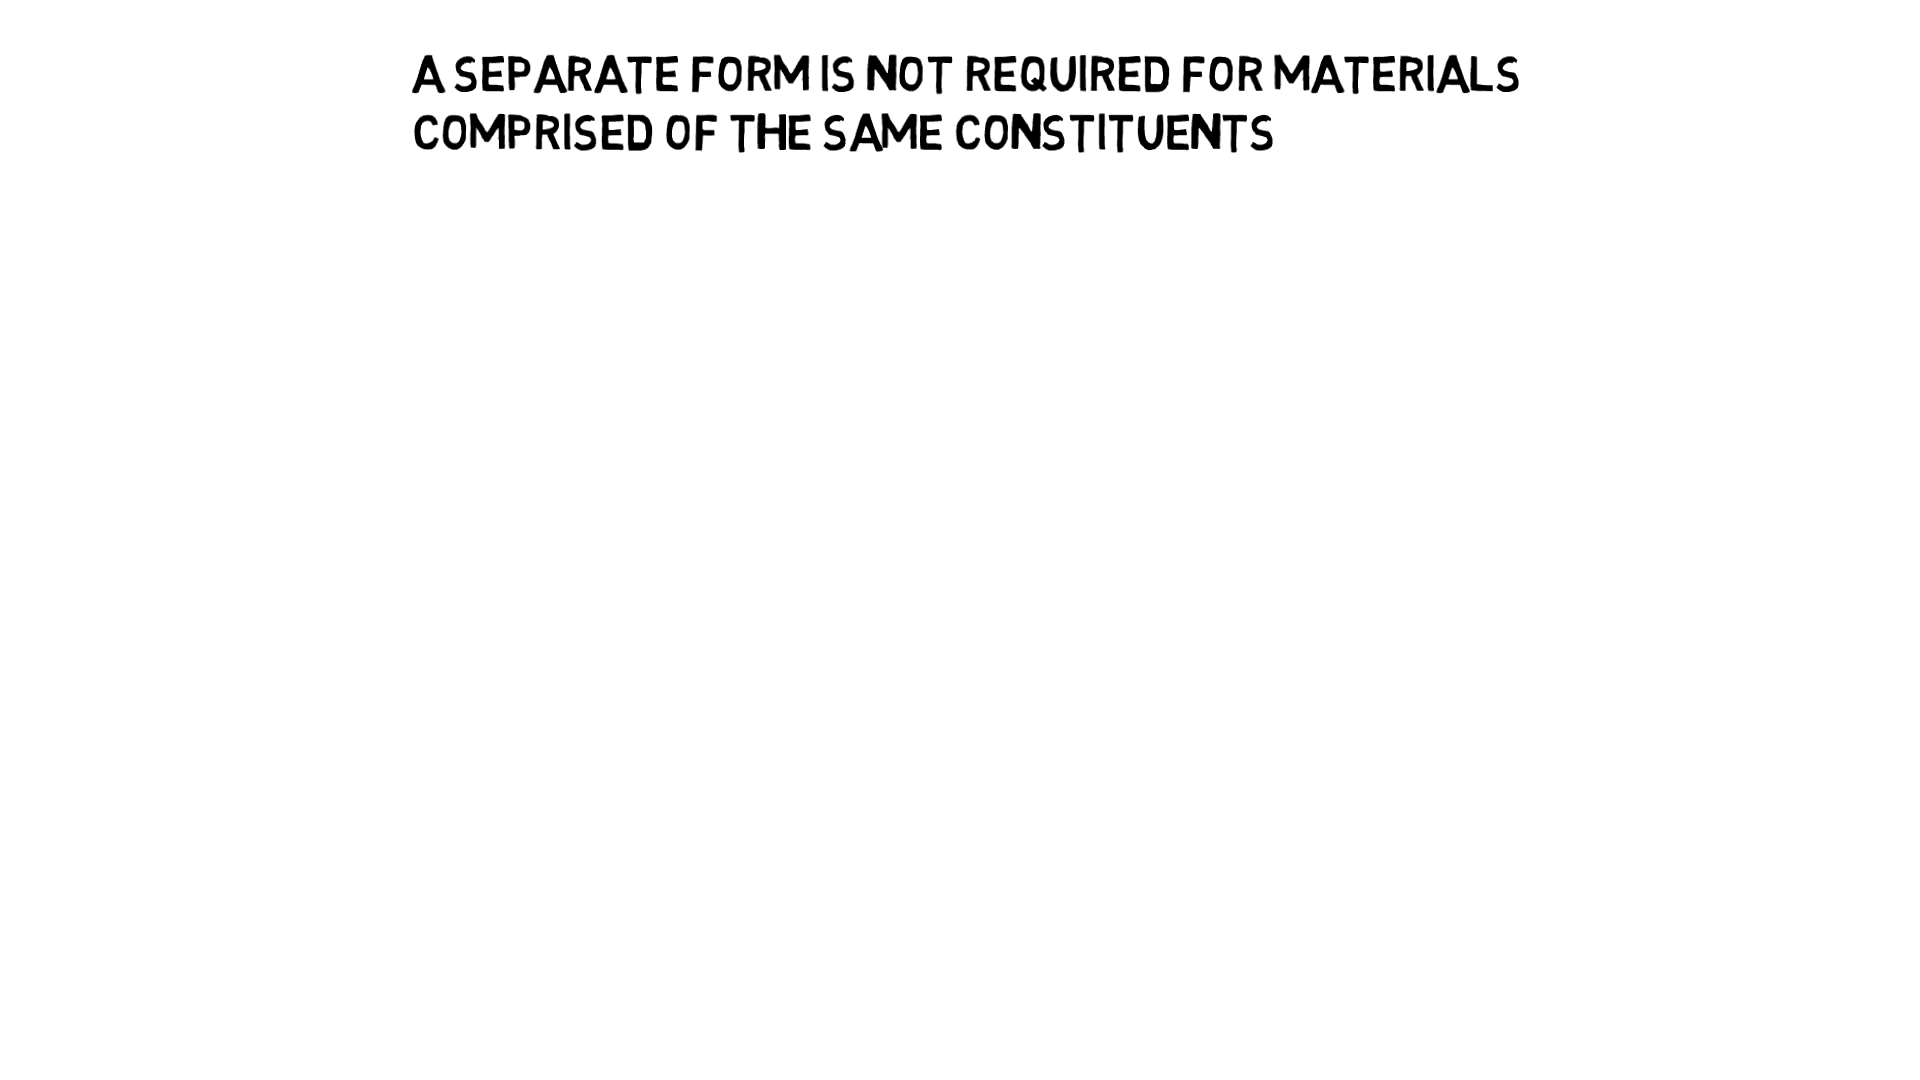 A SEPARATE FORM IS NOT REQUIRED FOR MATERIALS
COMPRISED OF THE SAME CONSTITUENTS